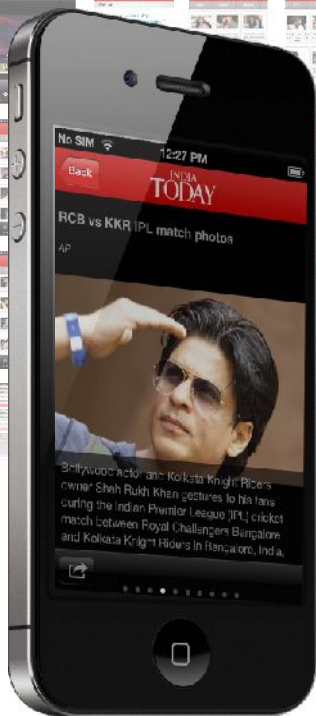 No SIM 12:27 PM
Back
INDIA
TODAY
RCB vs KKR IPL match photos
AP
Bollywood actor and Kolkata Knight Riders
owner Shah Rukh Khan gestures to his fans
during the Indian Premier League (IPL) cricket
match between Royal Challengers Bangalore
and Kolkata Knight Riders in Bangalore, India,